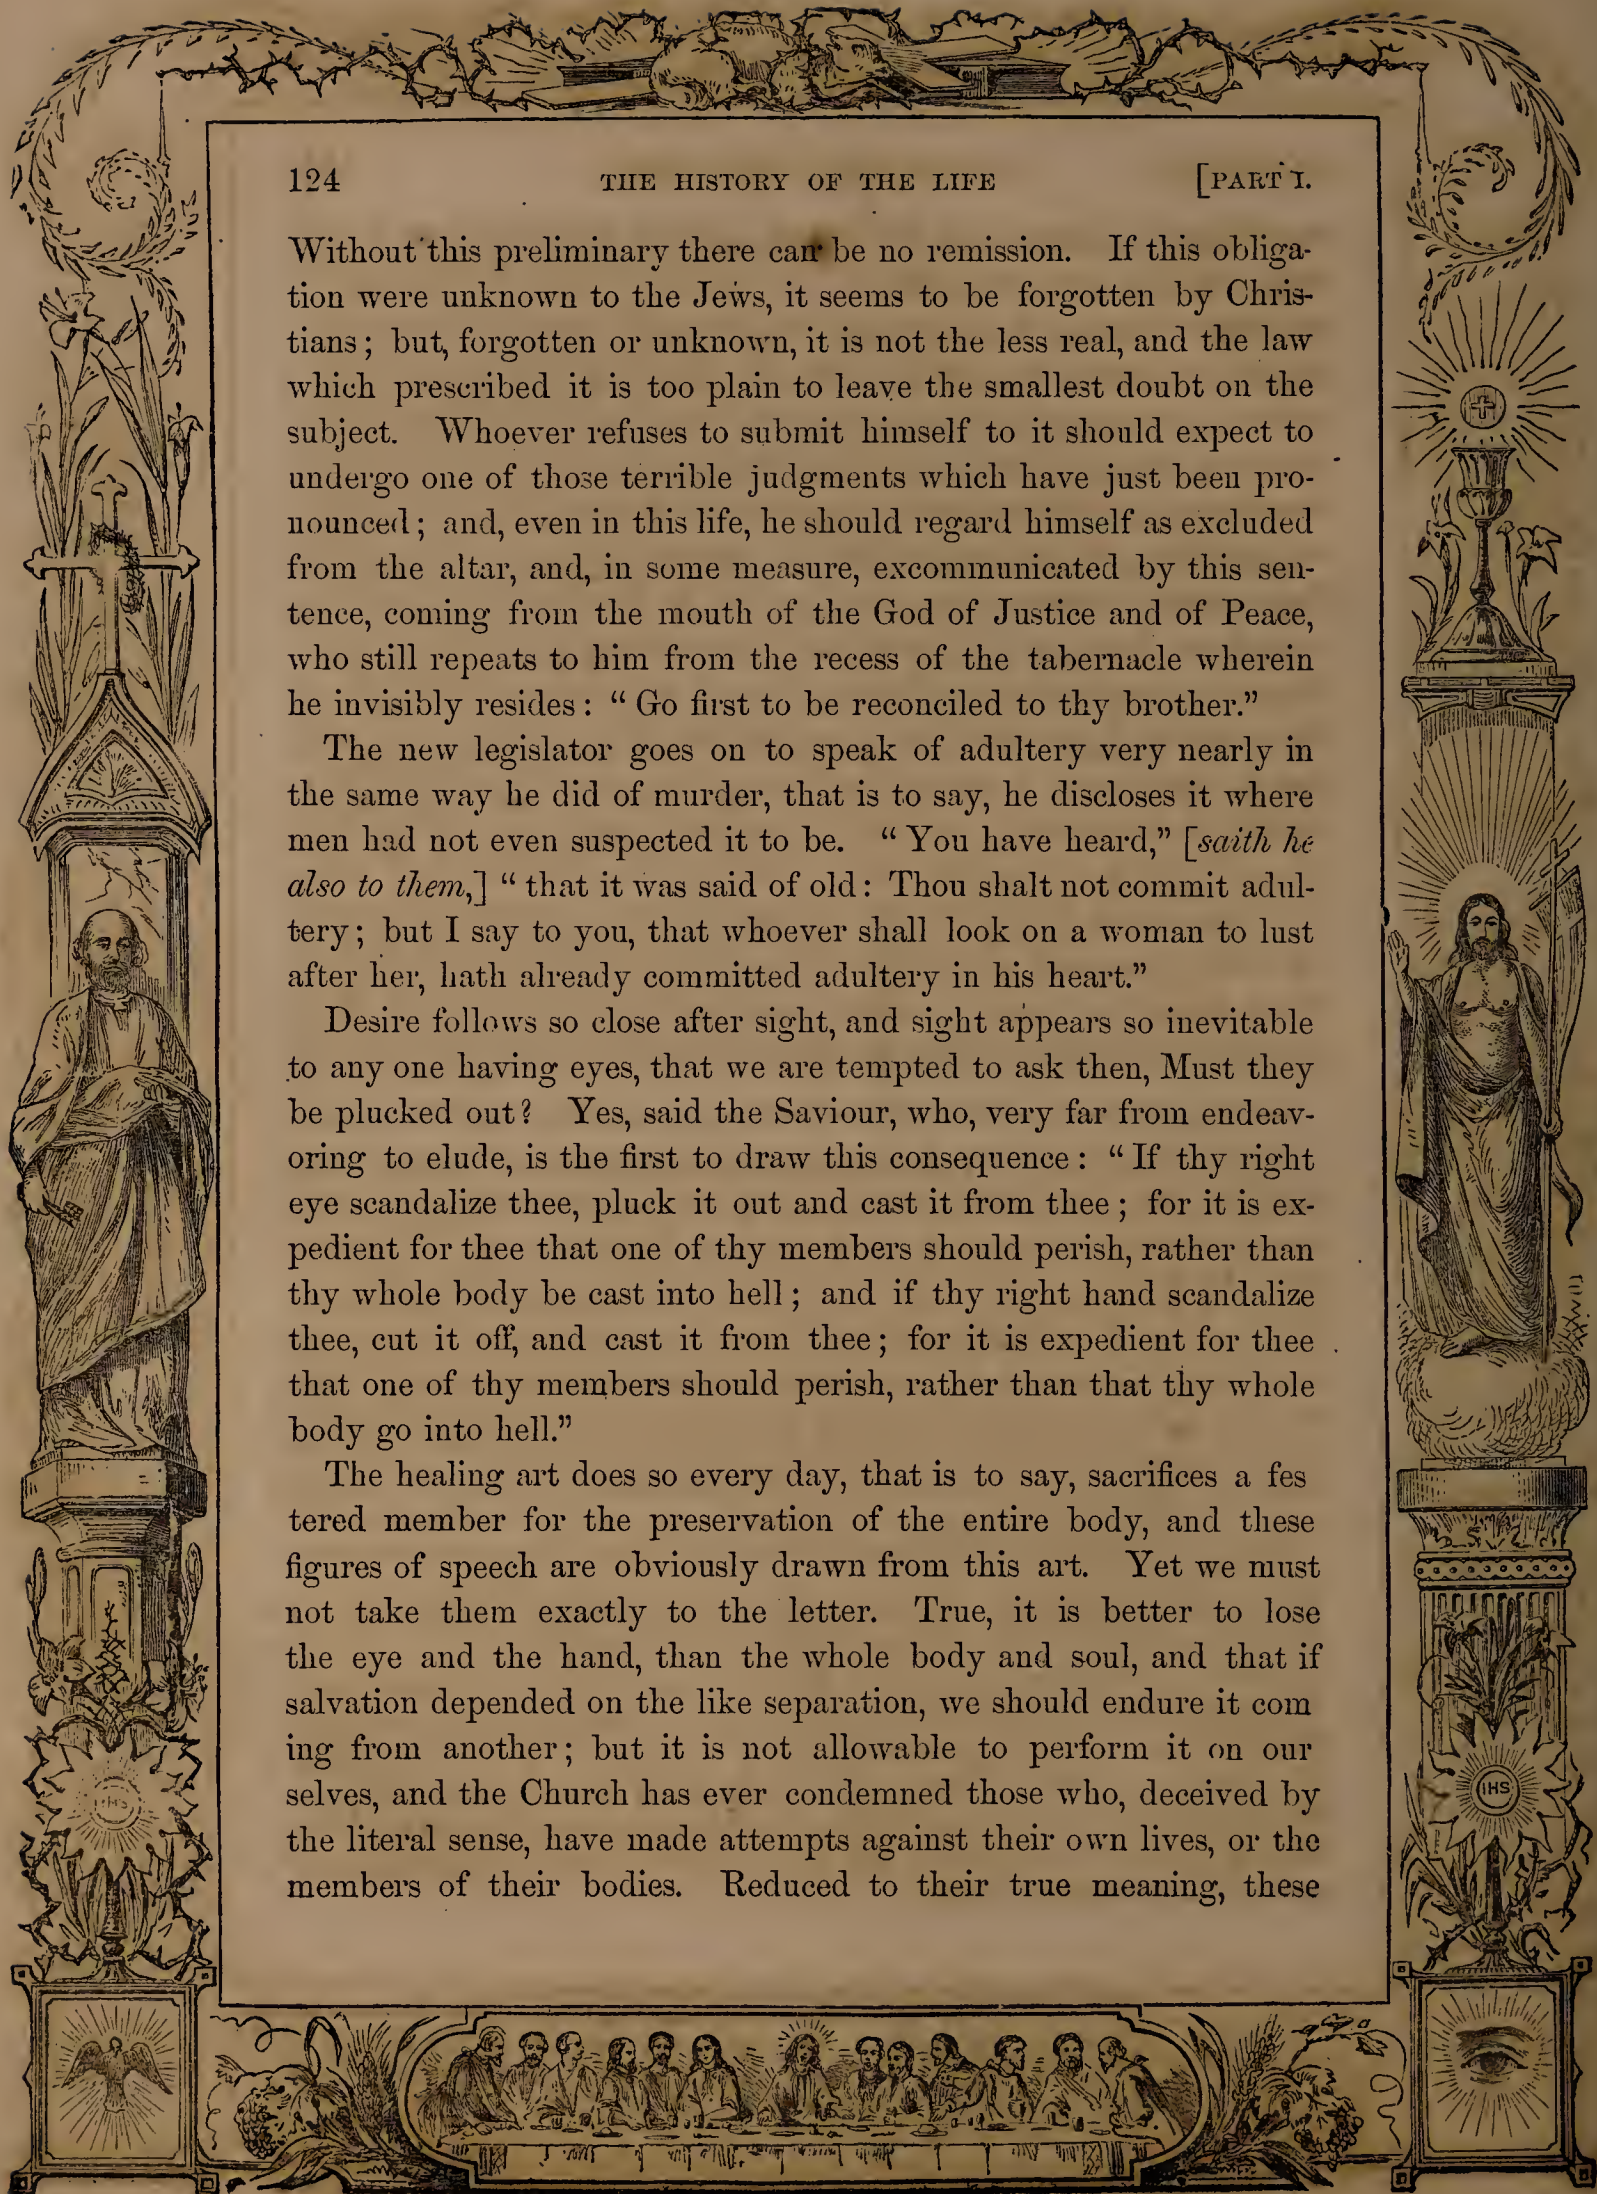 124 THE HISTORY OF THE LIFE [PART I.
Without this preliminary there can be no remission. If this obliga-
tion were unknown to the Jews, it seems to be forgotten by Chris-
tians; but, forgotten or unknown, it is not the less real, and the law
which prescribed it is too plain to leave the smallest doubt on the
subject. Whoever refuses to submit himself to it should expect to
undergo one of those terrible judgments which have just been pro-
nounced; and, even in this life, he should regard himself as excluded
from the altar, and, in some measure, excommunicated by this sen-
tence, coming from the mouth of the God of Justice and of Peace,
who still repeats to him from the recess of the tabernacle wherein
he invisibly resides: “Go first to be reconciled to thy brother.”
The new legislator goes on to speak of adultery very nearly in
the same way he did of murder, that is to say, he discloses it where
men had not even suspected it to be. “You have heard,” [saith he
also to them,] “that it was said of old: Thou shalt not commit adul-
tery; but I say to you, that whoever shall look on a woman to lust
after her, hath already committed adultery in his heart.”
Desire follows so close after sight, and sight appears so inevitable
to any one having eyes, that we are tempted to ask then, Must they
be plucked out? Yes, said the Saviour, who, very far from endeav-
oring to elude, is the first to draw this consequence: “If thy right
eye scandalize thee, pluck it out and cast it from thee; for it is ex-
pedient for thee that one of thy members should perish, rather than
thy whole body be cast into hell; and if thy right hand scandalize
thee, cut it off, and cast it from thee; for it is expedient for thee
that one of thy members should perish, rather than that thy whole
body go into hell.”
The healing art does so every day, that is to say, sacrifices a fes
tered member for the preservation of the entire body, and these
figures of speech are obviously drawn from this art. Yet we must
not take them exactly to the letter. True, it is better to lose
the eye and the hand, than the whole body and soul, and that if
salvation depended on the like separation, we should endure it com
ing from another; but it is not allowable to perform it on our
selves, and the Church has ever condemned those who, deceived by
the literal sense, have made attempts against their own lives, or the
members of their bodies. Reduced to their true meaning, these
IHS
IHS